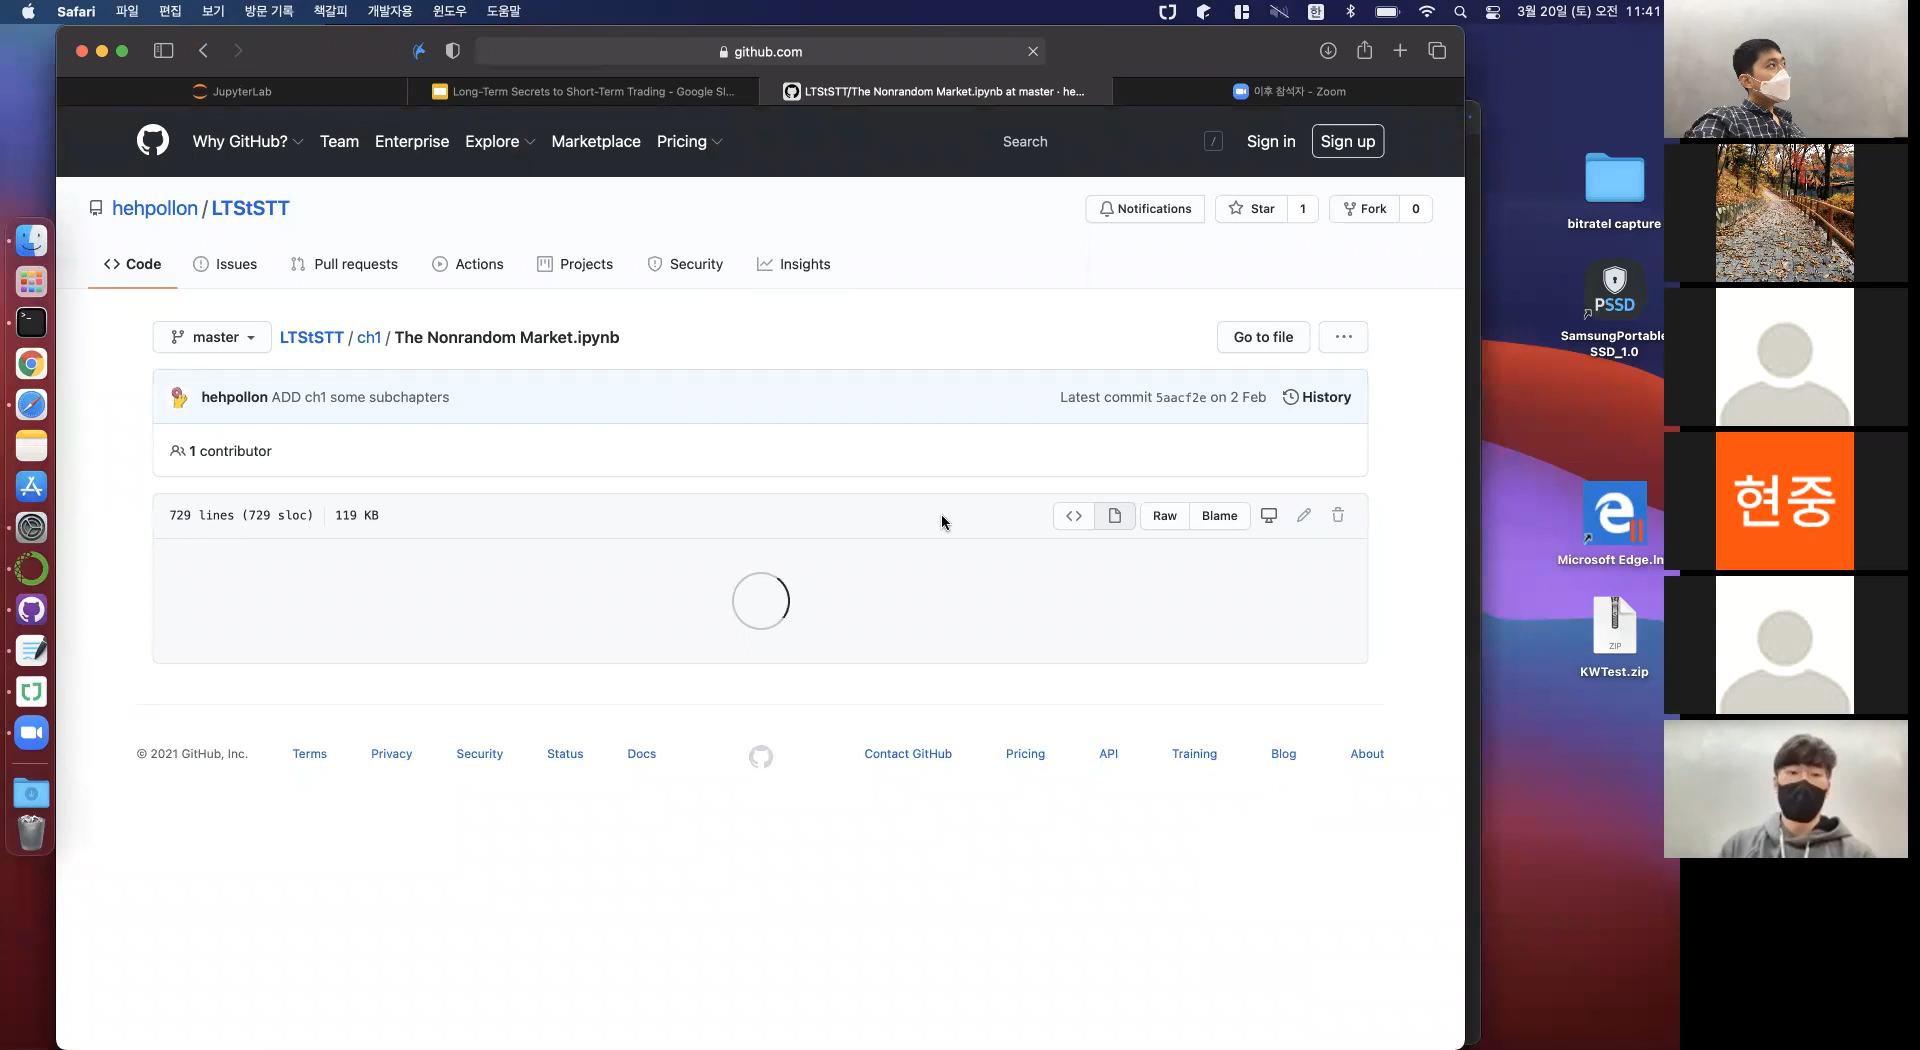 Safari 파일 편집 보기 방문 기록 책갈피 개발자용 윈도우 도움말 한 3월 20일 (토) 오전 11:41
github.com
JupyterLab
Long-Term Secrets to Short-Term Trading - Google Sl...
LTStSTT/The Nonrandom Market.ipynb at master · he...
이후 참석자 - Zoom
Why GitHub? Team Enterprise Explore Marketplace Pricing Search / Sign in Sign up
hehpollon / LTStSTT
Notifications Star 1 Fork 0
Code Issues Pull requests Actions Projects Security Insights
master LTStSTT / ch1 / The Nonrandom Market.ipynb Go to file ...
hehpollon ADD ch1 some subchapters Latest commit 5aacf2e on 2 Feb History
1 contributor
729 lines (729 sloc) 119 KB Raw Blame
© 2021 GitHub, Inc. Terms Privacy Security Status Docs Contact GitHub Pricing API Training Blog About
bitratel capture
PSSD
SamsungPortable
SSD_1.0
Microsoft Edge.ln
ZIP
KWTest.zip
현중